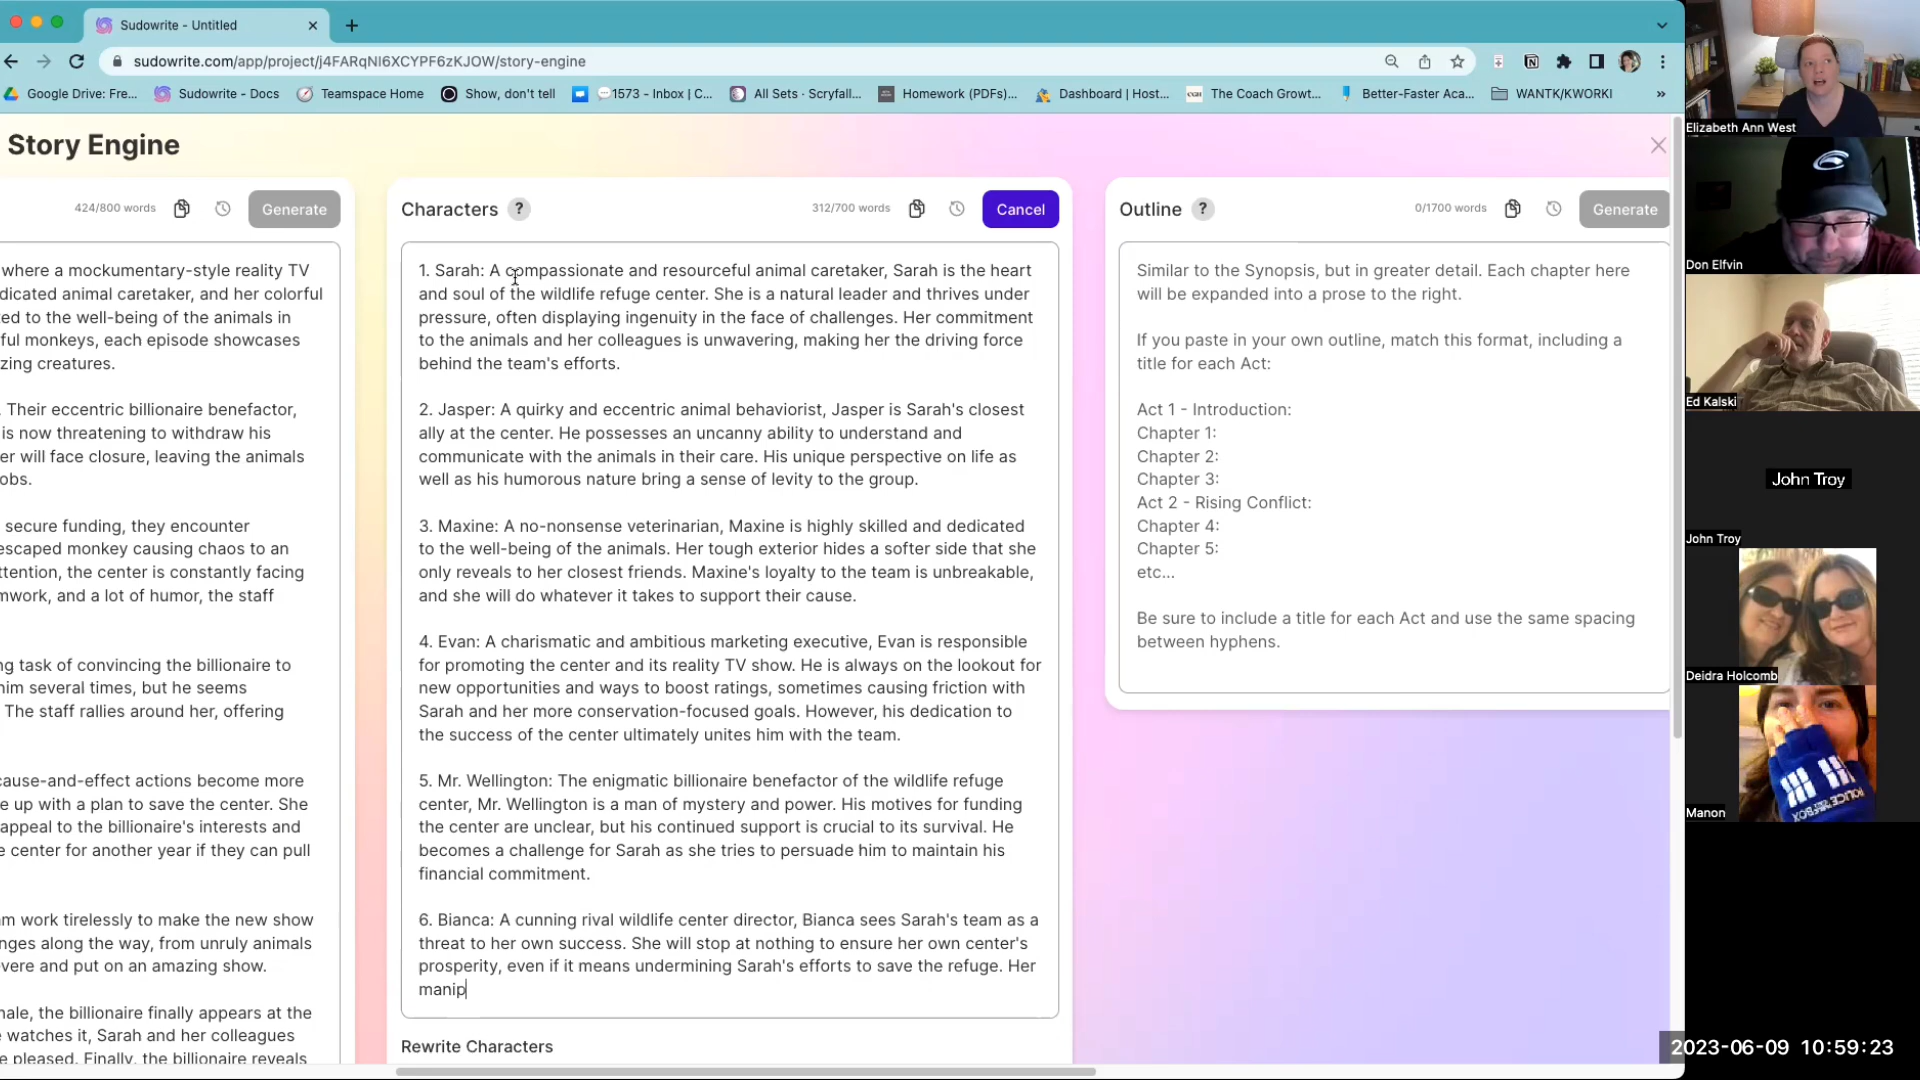 Sudowrite - Untitled
sudowrite.com/app/project/j4FARqNI6XCYPF6zKJOW/story-engine
Google Drive: Fre...
Sudowrite - Docs
Teamspace Home
Show, don't tell
1573 - Inbox | C...
All Sets - Scryfall...
Homework (PDFs)...
Dashboard | Host...
The Coach Growt...
Better-Faster Aca...
WANTK/KWORKI
»
Story Engine
424/800 words
Generate
where a mockumentary-style reality TV
dicated animal caretaker, and her colorful
ted to the well-being of the animals in
ful monkeys, each episode showcases
zing creatures.
Their eccentric billionaire benefactor,
is now threatening to withdraw his
er will face closure, leaving the animals
obs.
secure funding, they encounter
escaped monkey causing chaos to an
ttention, the center is constantly facing
mwork, and a lot of humor, the staff
ng task of convincing the billionaire to
him several times, but he seems
The staff rallies around her, offering
cause-and-effect actions become more
e up with a plan to save the center. She
appeal to the billionaire's interests and
e center for another year if they can pull
am work tirelessly to make the new show
nges along the way, from unruly animals
vere and put on an amazing show.
nale, the billionaire finally appears at the
e watches it, Sarah and her colleagues
e pleased. Finally, the billionaire reveals
Characters ?
312/700 words
Cancel
1. Sarah: A compassionate and resourceful animal caretaker, Sarah is the heart
and soul of the wildlife refuge center. She is a natural leader and thrives under
pressure, often displaying ingenuity in the face of challenges. Her commitment
to the animals and her colleagues is unwavering, making her the driving force
behind the team's efforts.
2. Jasper: A quirky and eccentric animal behaviorist, Jasper is Sarah's closest
ally at the center. He possesses an uncanny ability to understand and
communicate with the animals in their care. His unique perspective on life as
well as his humorous nature bring a sense of levity to the group.
3. Maxine: A no-nonsense veterinarian, Maxine is highly skilled and dedicated
to the well-being of the animals. Her tough exterior hides a softer side that she
only reveals to her closest friends. Maxine's loyalty to the team is unbreakable,
and she will do whatever it takes to support their cause.
4. Evan: A charismatic and ambitious marketing executive, Evan is responsible
for promoting the center and its reality TV show. He is always on the lookout for
new opportunities and ways to boost ratings, sometimes causing friction with
Sarah and her more conservation-focused goals. However, his dedication to
the success of the center ultimately unites him with the team.
5. Mr. Wellington: The enigmatic billionaire benefactor of the wildlife refuge
center, Mr. Wellington is a man of mystery and power. His motives for funding
the center are unclear, but his continued support is crucial to its survival. He
becomes a challenge for Sarah as she tries to persuade him to maintain his
financial commitment.
6. Bianca: A cunning rival wildlife center director, Bianca sees Sarah's team as a
threat to her own success. She will stop at nothing to ensure her own center's
prosperity, even if it means undermining Sarah's efforts to save the refuge. Her
manip
Rewrite Characters
Outline ?
0/1700 words
Generate
Similar to the Synopsis, but in greater detail. Each chapter here
will be expanded into a prose to the right.
If you paste in your own outline, match this format, including a
title for each Act:
Act 1 - Introduction:
Chapter 1:
Chapter 2:
Chapter 3:
Act 2 - Rising Conflict:
Chapter 4:
Chapter 5:
etc...
Be sure to include a title for each Act and use the same spacing
between hyphens.
Elizabeth Ann West
Don Elfvin
Ed Kalski
John Troy
John Troy
Deidra Holcomb
POLICE BOX
Manon
2023-06-09 10:59:23